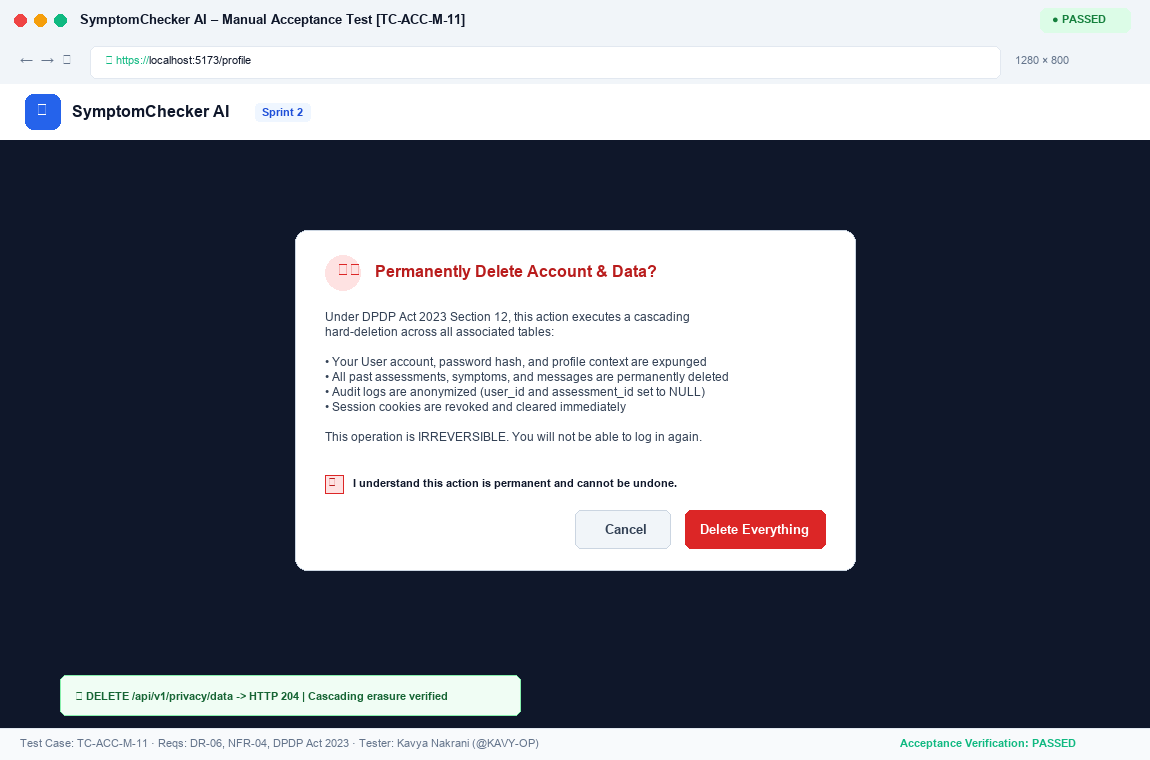 SymptomChecker AI – Manual Acceptance Test [TC-ACC-M-11]
● PASSED
← →
https://localhost:5173/profile
1280 × 800
SymptomChecker AI
Sprint 2
Permanently Delete Account & Data?
Under DPDP Act 2023 Section 12, this action executes a cascading
hard-deletion across all associated tables:
• Your User account, password hash, and profile context are expunged
• All past assessments, symptoms, and messages are permanently deleted
• Audit logs are anonymized (user_id and assessment_id set to NULL)
• Session cookies are revoked and cleared immediately
This operation is IRREVERSIBLE. You will not be able to log in again.
I understand this action is permanent and cannot be undone.
Cancel
Delete Everything
DELETE /api/v1/privacy/data -> HTTP 204 | Cascading erasure verified
Test Case: TC-ACC-M-11 · Reqs: DR-06, NFR-04, DPDP Act 2023 · Tester: Kavya Nakrani (@KAVY-OP)
Acceptance Verification: PASSED